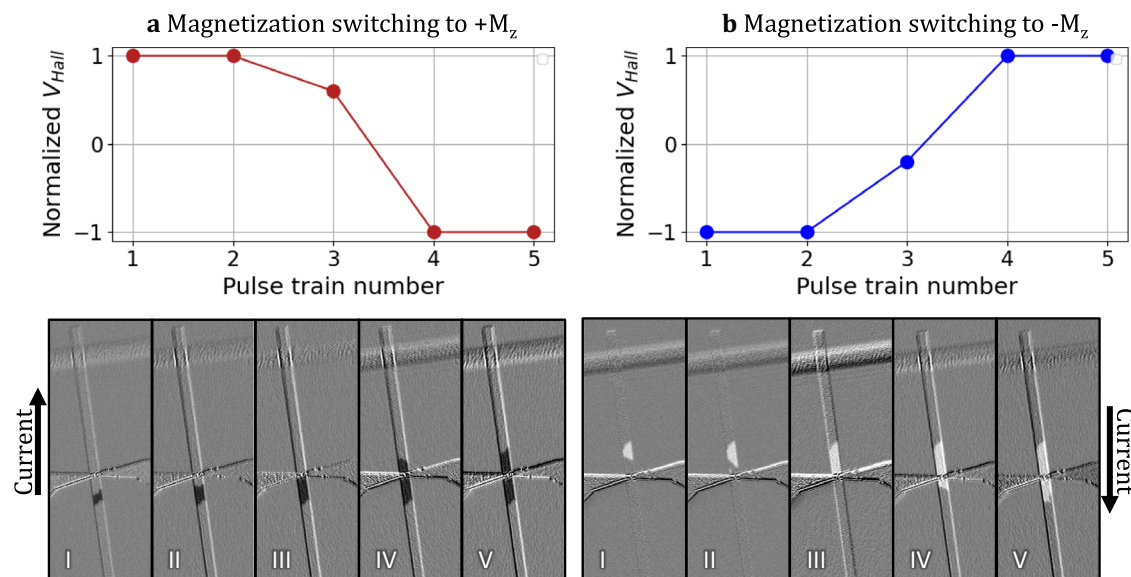 a Magnetization switching to +Mz
b Magnetization switching to -Mz
Normalized VHall
1
0
−1
1 2 3 4 5
Pulse train number
Normalized VHall
1
0
−1
1 2 3 4 5
Pulse train number
Current
I II III IV V
I II III IV V
Current